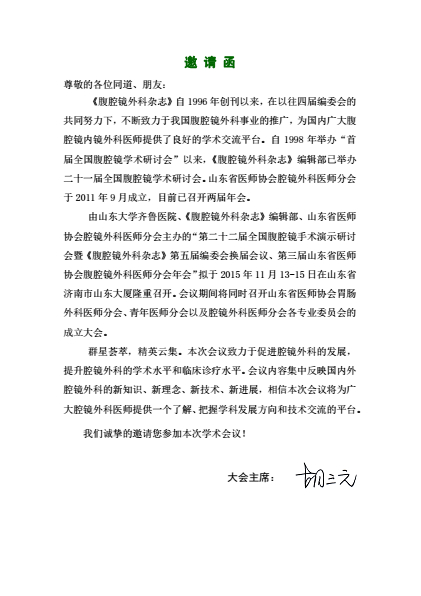 邀 请 函
尊敬的各位同道、朋友：
《腹腔镜外科杂志》自 1996 年创刊以来，在以往四届编委会的
共同努力下，不断致力于我国腹腔镜外科事业的推广，为国内广大腹
腔镜内镜外科医师提供了良好的学术交流平台。自 1998 年举办“首
届全国腹腔镜学术研讨会”以来，《腹腔镜外科杂志》编辑部已举办
二十一届全国腹腔镜学术研讨会。山东省医师协会腔镜外科医师分会
于 2011 年 9 月成立，目前已召开两届年会。
由山东大学齐鲁医院、《腹腔镜外科杂志》编辑部、山东省医师
协会腔镜外科医师分会主办的“第二十二届全国腹腔镜手术演示研讨
会暨《腹腔镜外科杂志》第五届编委会换届会议、第三届山东省医师
协会腹腔镜外科医师分会年会”拟于 2015 年 11 月 13-15 日在山东省
济南市山东大厦隆重召开。会议期间将同时召开山东省医师协会胃肠
外科医师分会、青年医师分会以及腔镜外科医师分会各专业委员会的
成立大会。
群星荟萃，精英云集。本次会议致力于促进腔镜外科的发展，
提升腔镜外科的学术水平和临床诊疗水平。会议内容集中反映国内外
腔镜外科的新知识、新理念、新技术、新进展，相信本次会议将为广
大腔镜外科医师提供一个了解、把握学科发展方向和技术交流的平台。
我们诚挚的邀请您参加本次学术会议！
大会主席： 胡三元